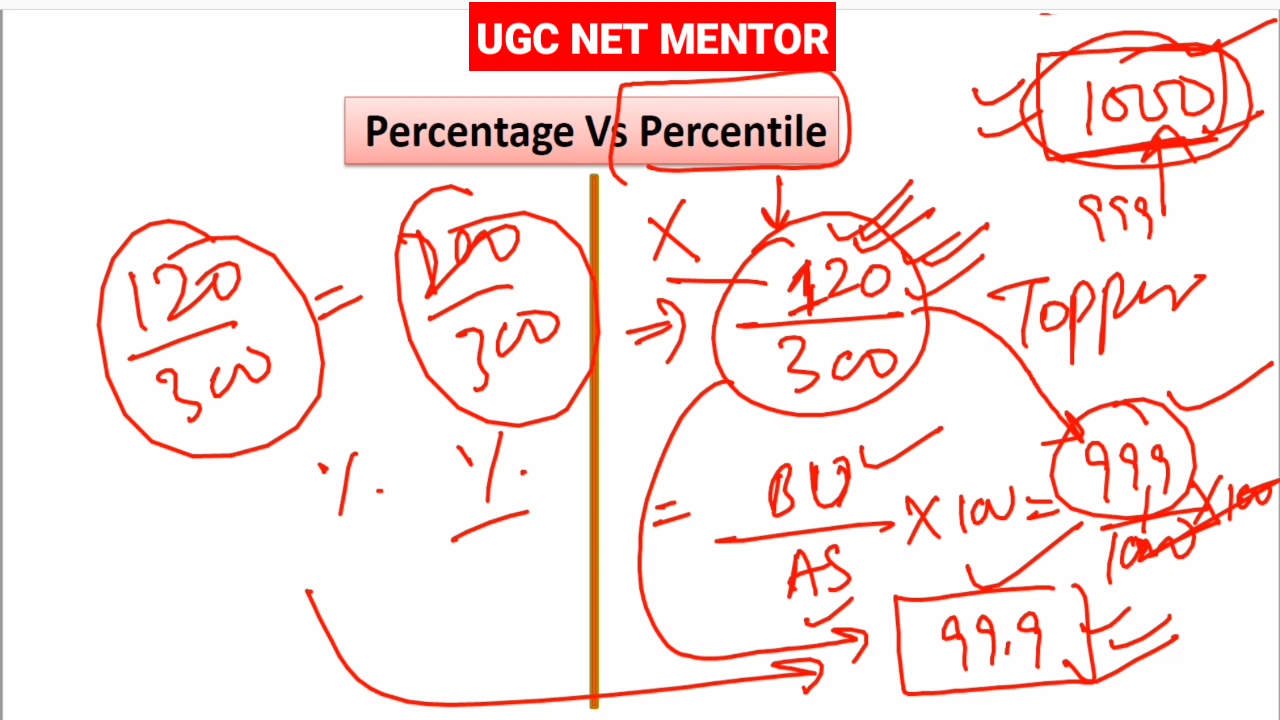 UGC NET MENTOR
Percentage Vs Percentile
1000
999
120
300
=
200
300
%.
%.
X
⇒
120
300
Topper
= BU
AS
× 100 =
999
1000
× 100
99.9